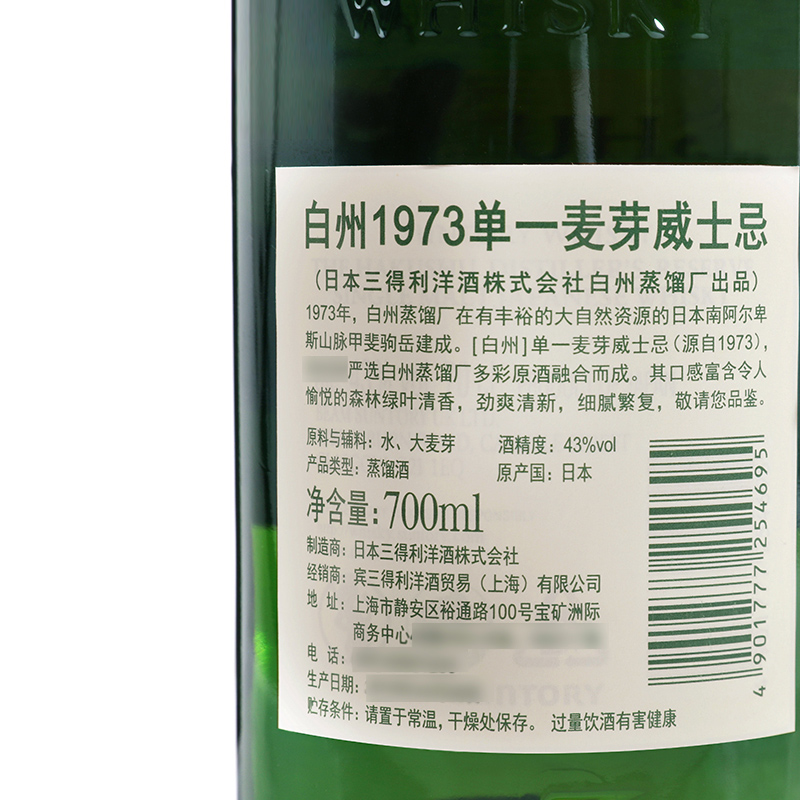 WHISKY
白州1973单一麦芽威士忌
（日本三得利洋酒株式会社白州蒸馏厂出品）
1973年，白州蒸馏厂在有丰裕的大自然资源的日本南阿尔卑
斯山脉甲斐驹岳建成。[白州]单一麦芽威士忌（源自1973），
严选白州蒸馏厂多彩原酒融合而成。其口感富含令人
愉悦的森林绿叶清香，劲爽清新，细腻繁复，敬请您品鉴。
原料与辅料：水、大麦芽 酒精度：43%vol
产品类型：蒸馏酒 原产国：日本
净含量：700ml
制造商：日本三得利洋酒株式会社
经销商：宾三得利洋酒贸易（上海）有限公司
地 址：上海市静安区裕通路100号宝矿洲际
商务中心
电 话：
生产日期：
贮存条件：请置于常温，干燥处保存。 过量饮酒有害健康
4 901777 254695